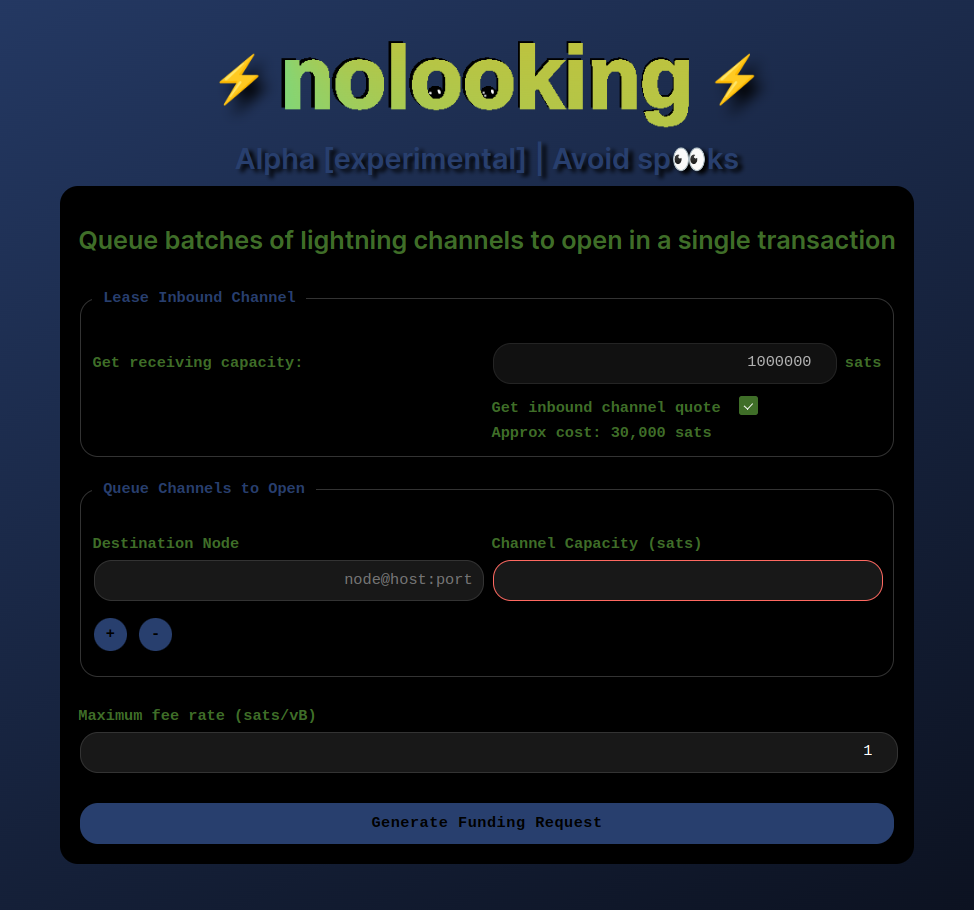 ⚡ nolooking ⚡
Alpha [experimental] | Avoid sp👀ks
Queue batches of lightning channels to open in a single transaction
Lease Inbound Channel
Get receiving capacity: 1000000 sats
Get inbound channel quote
Approx cost: 30,000 sats
Queue Channels to Open
Destination Node Channel Capacity (sats)
node@host:port
+ -
Maximum fee rate (sats/vB)
1
Generate Funding Request